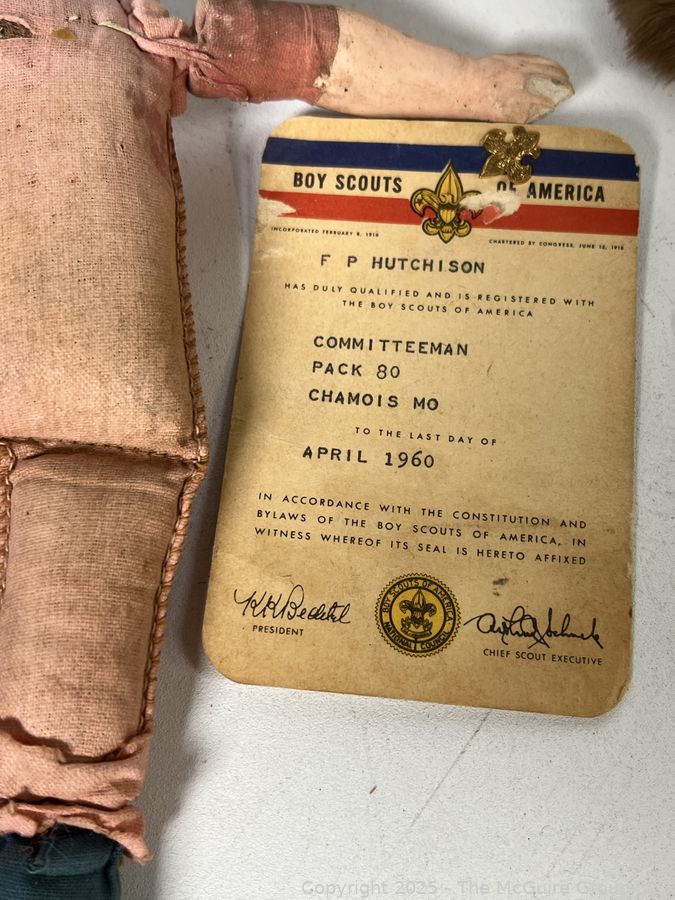 BOY SCOUTS OF AMERICA
INCORPORATED FEBRUARY 8, 1910
CHARTERED BY CONGRESS, JUNE 15, 1916
F P HUTCHISON
HAS DULY QUALIFIED AND IS REGISTERED WITH
THE BOY SCOUTS OF AMERICA
COMMITTEEMAN
PACK 80
CHAMOIS MO
TO THE LAST DAY OF
APRIL 1960
IN ACCORDANCE WITH THE CONSTITUTION AND
BYLAWS OF THE BOY SCOUTS OF AMERICA, IN
WITNESS WHEREOF ITS SEAL IS HERETO AFFIXED
K K Bechtel
PRESIDENT
BOY SCOUTS OF AMERICA
NATIONAL COUNCIL
CHIEF SCOUT EXECUTIVE
Copyright 2025 - The McGuire Group